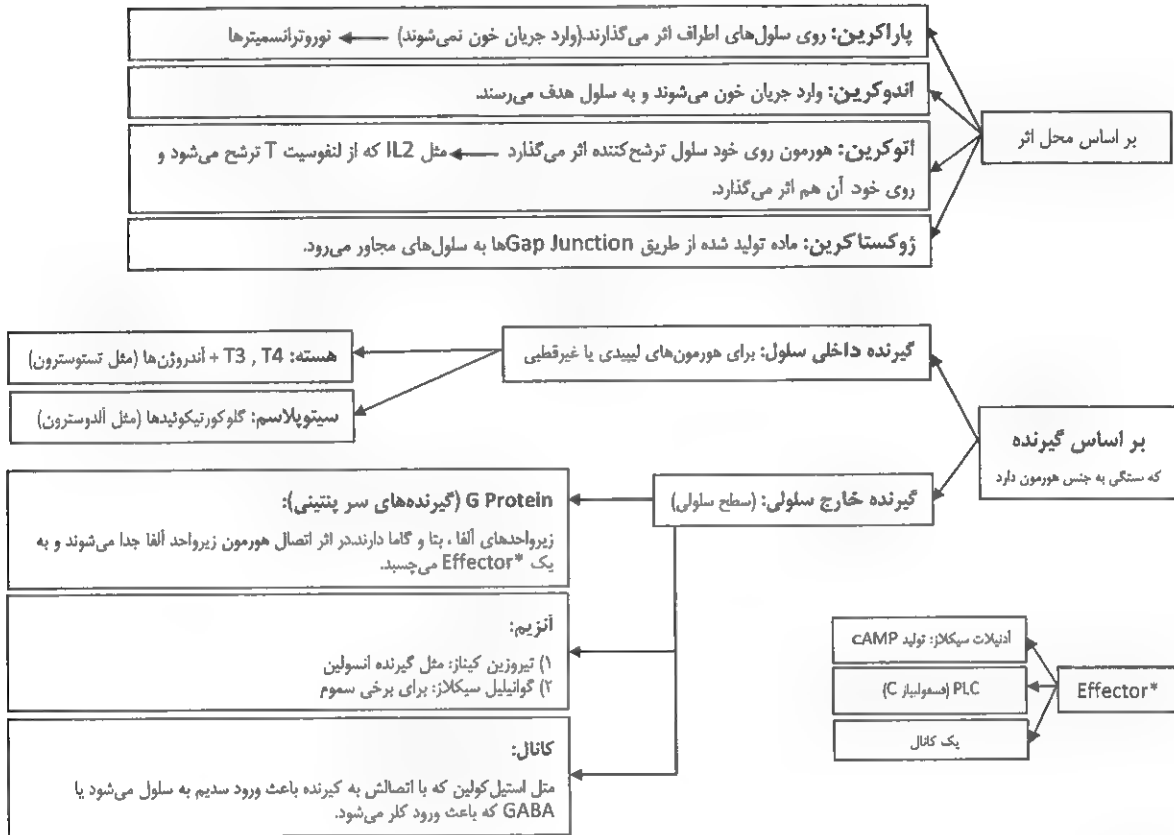 بر اساس محل اثر
پاراکرین: روی سلول‌های اطراف اثر می‌گذارند.(وارد جریان خون نمی‌شوند) نوروترانسمیترها
اندوکرین: وارد جریان خون می‌شوند و به سلول هدف می‌رسند.
اتوکرین: هورمون روی خود سلول ترشح‌کننده اثر می‌گذارد مثل IL2 که از لنفوسیت T ترشح می‌شود و
روی خود آن هم اثر می‌گذارد.
ژوکستاکرین: ماده تولید شده از طریق Gap Junctionها به سلول‌های مجاور می‌رود.
بر اساس گیرنده
که ستگی به جنس هورمون دارد
گیرنده داخلی سلول: برای هورمون‌های لیپیدی یا غیرقطبی
هسته: T3 , T4 + آندروژن‌ها (مثل تستوسترون)
سیتوپلاسم: گلوکورتیکوئیدها (مثل آلدوسترون)
گیرنده خارج سلولی: (سطح سلولی)
G Protein (گیرنده‌های سر پنتینی):
زیرواحدهای آلفا ، بتا و گاما دارند.در اثر اتصال هورمون زیرواحد آلفا جدا می‌شوند و به
یک Effector* می‌چسبد.
آنزیم:
۱) تیروزین کیناز: مثل گیرنده انسولین
۲) گوانیلیل سیکلاز: برای برخی سموم
کانال:
مثل استیل‌کولین که با اتصالش به گیرنده باعث ورود سدیم به سلول می‌شود یا
GABA که باعث ورود کلر می‌شود.
Effector*
آدنیلات سیکلاز: تولید cAMP
PLC (فسفولیپاز C)
یک کانال